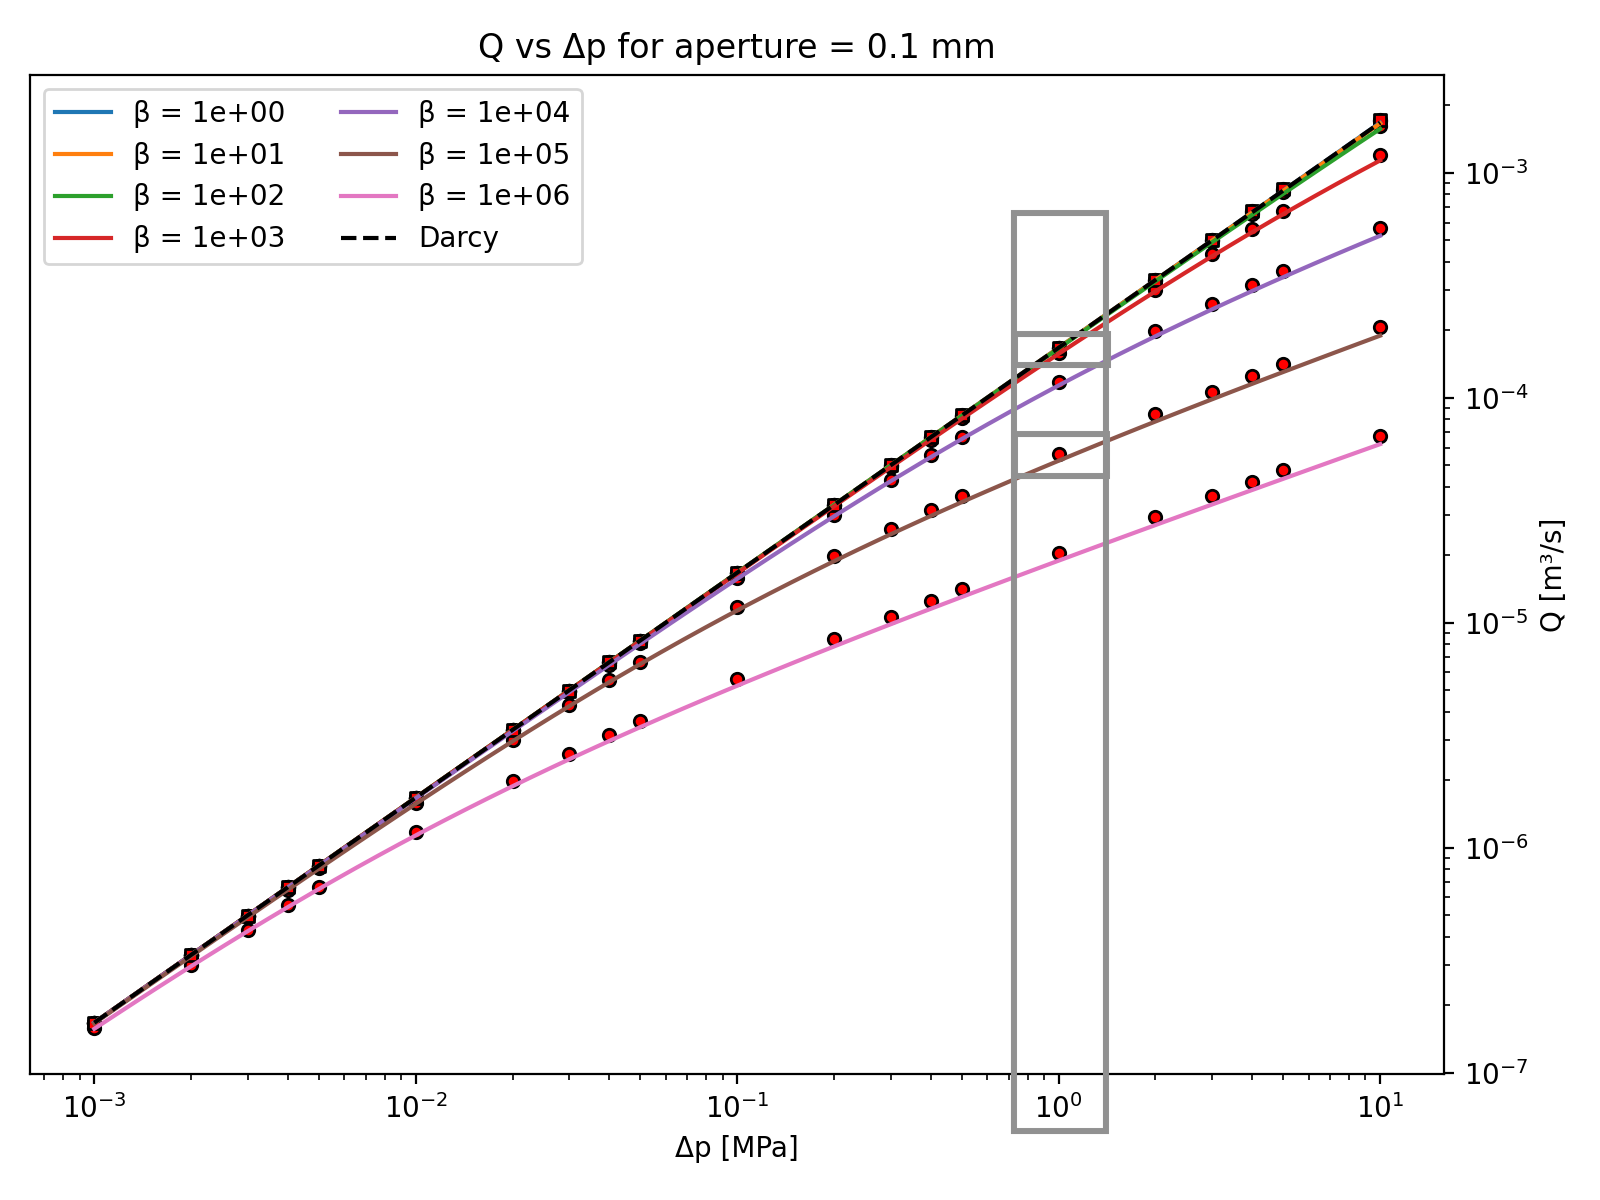 Q vs Δp for aperture = 0.1 mm
β = 1e+00
β = 1e+01
β = 1e+02
β = 1e+03
β = 1e+04
β = 1e+05
β = 1e+06
Darcy
10⁻³
10⁻⁴
10⁻⁵
10⁻⁶
10⁻⁷
Q [m³/s]
10⁻³ 10⁻² 10⁻¹ 10⁰ 10¹
Δp [MPa]